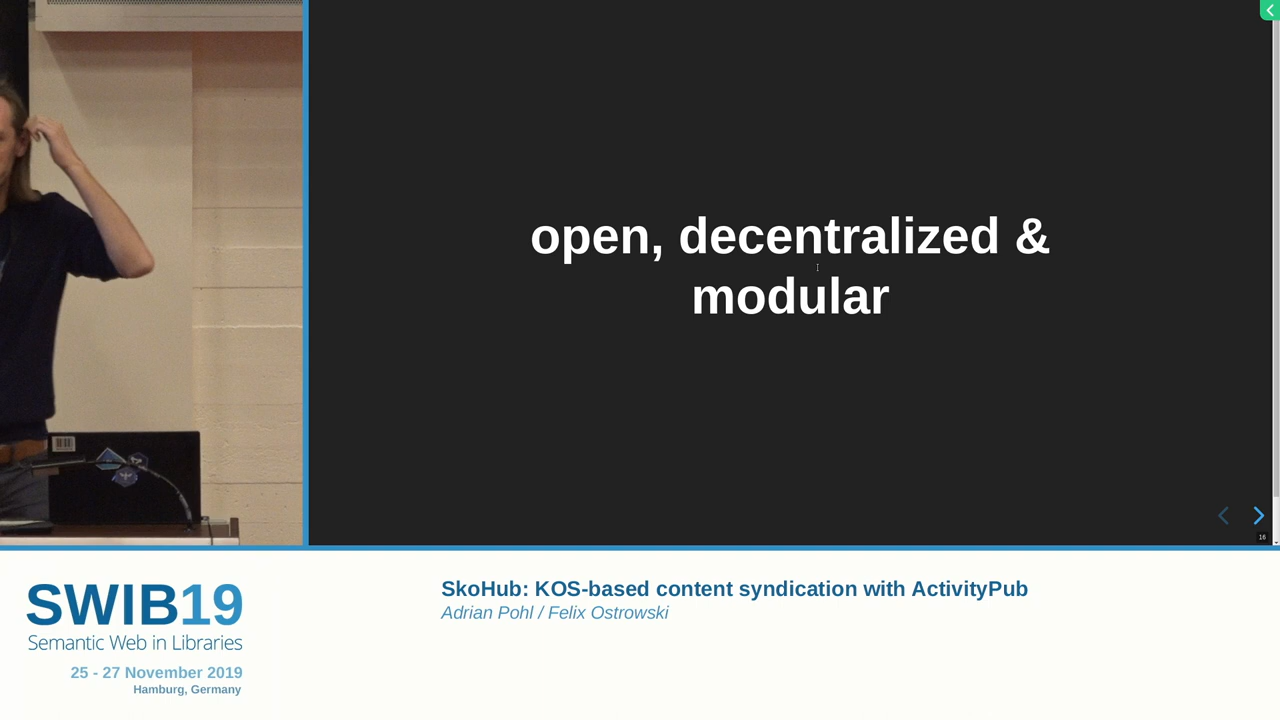 open, decentralized &
modular
16
SWIB19
Semantic Web in Libraries
25 - 27 November 2019
Hamburg, Germany
SkoHub: KOS-based content syndication with ActivityPub
Adrian Pohl / Felix Ostrowski